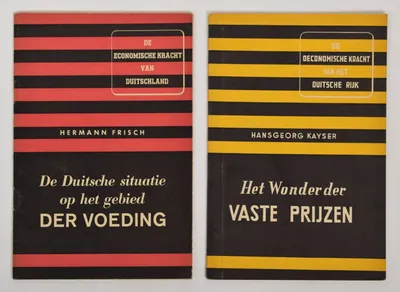 DE
ECONOMISCHE KRACHT
VAN
DUITSCHLAND
HERMANN FRISCH
De Duitsche situatie
op het gebied
DER VOEDING
DE
OECONOMISCHE KRACHT
VAN HET
DUITSCHE RIJK
HANSGEORG KAYSER
Het Wonder der
VASTE PRIJZEN